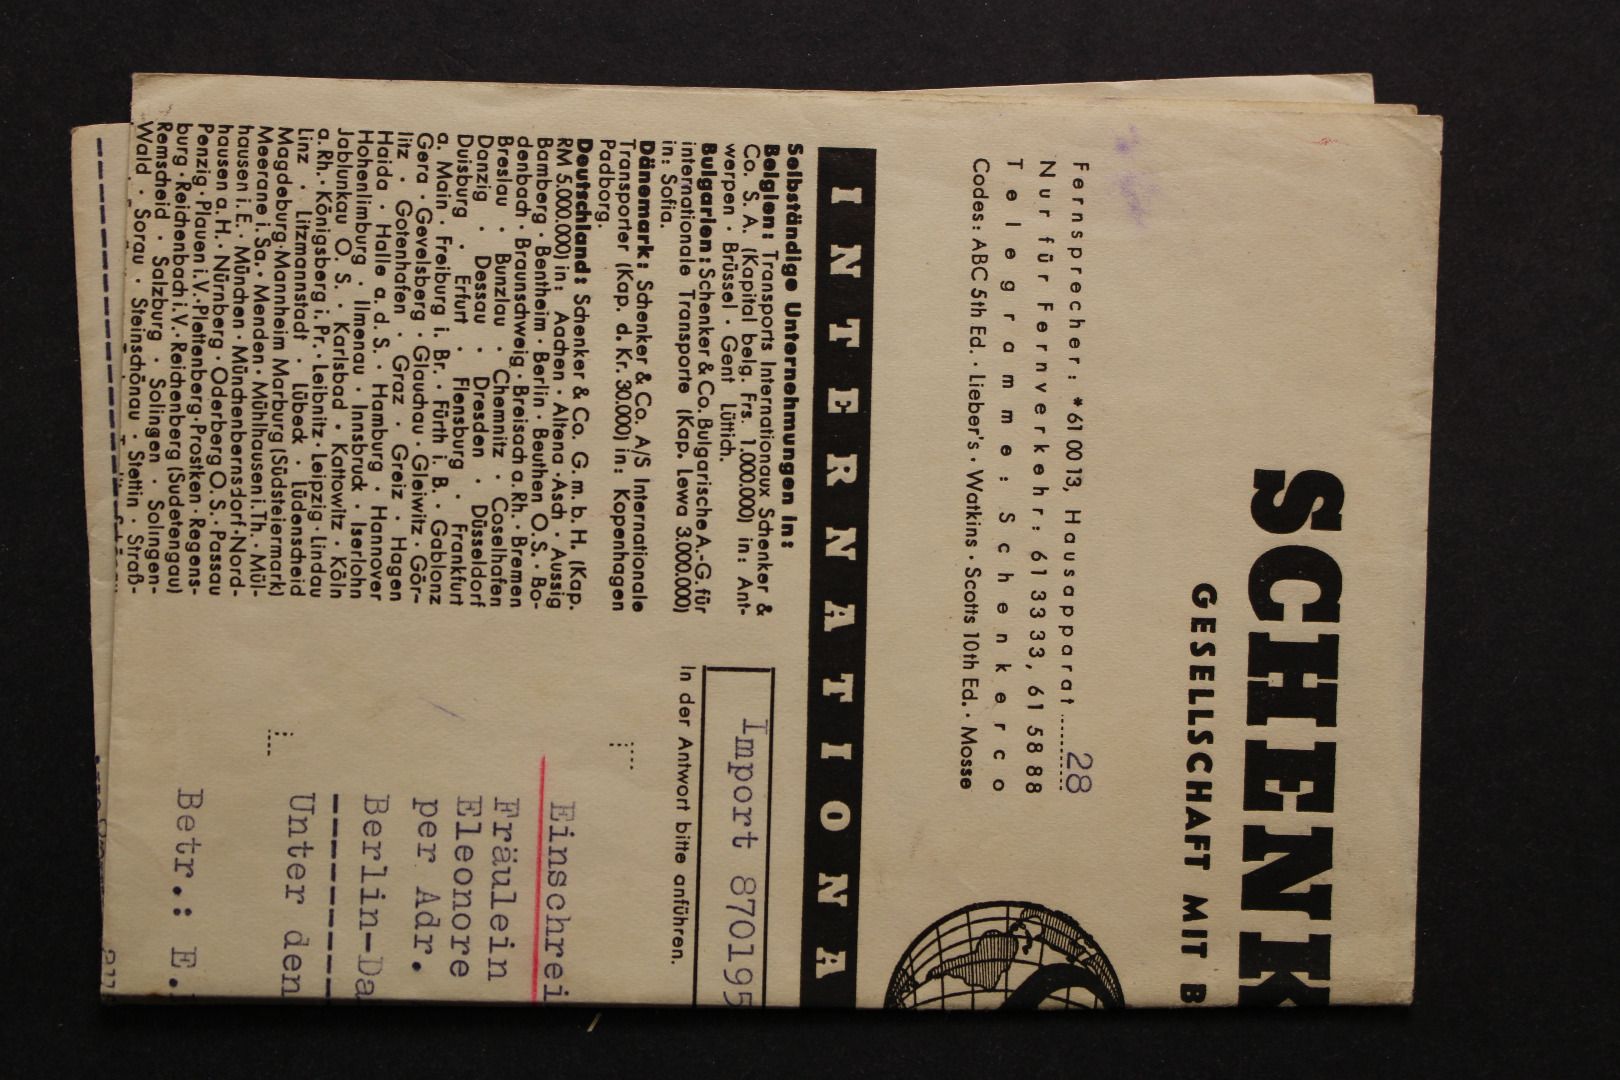 SCHENK
GESELLSCHAFT MIT B
Fernsprecher: *61 00 13, Hausapparat 28
Nur für Fernverkehr: 61 33 33, 61 58 88
Telegramme: Schenkerco
Codes: ABC 5th Ed. · Lieber's · Watkins · Scotts 10th Ed. · Mosse
INTERNATIONA
Selbständige Unternehmungen in:
Belgien: Transports Internationaux Schenker &
Co. S. A. (Kapital belg. Frs. 1.000.000) in: Ant-
werpen · Brüssel · Gent Lüttich.
Bulgarien: Schenker & Co. Bulgarische A.-G. für
internationale Transporte (Kap. Lewa 3.000.000)
in: Sofia.
Dänemark: Schenker & Co. A/S Internationale
Transporter (Kap. d. Kr. 30.000) in: Kopenhagen
Padborg.
Deutschland: Schenker & Co. G. m. b. H. (Kap.
RM 5.000.000) in: Aachen · Altena · Asch · Aussig
Bamberg · Bentheim · Berlin · Beuthen O.S. · Bo-
denbach · Braunschweig · Breisach a. Rh. · Bremen
Breslau · Bunzlau · Chemnitz · Coselhafen
Danzig · Dessau · Dresden · Düsseldorf
Duisburg · Erfurt · Flensburg · Frankfurt
a. Main · Freiburg i. Br. · Fürth i. B. · Gablonz
Gera · Gevelsberg · Glauchau · Gleiwitz · Gör-
litz · Gotenhafen · Graz · Greiz · Hagen
Haida · Halle a. d. S. · Hamburg · Hannover
Hohenlimburg · Ilmenau · Innsbruck · Iserlohn
Jablunkau O. S. · Karlsbad · Kattowitz · Köln
a. Rh. · Königsberg i. Pr. · Leibnitz · Leipzig · Lindau
Linz · Litzmannstadt · Lübeck · Lüdenscheid
Magdeburg · Mannheim Marburg (Südsteiermark)
Meerane i. Sa. · Menden · Mühlhausen i. Th. · Mül-
hausen i. E. · München · Münchenbernsdorf · Nord-
hausen a. H. · Nürnberg · Oderberg O. S. · Passau
Penzig · Plauen i. V. · Plettenberg · Prostken · Regens-
burg · Reichenbach i. V. · Reichenberg (Sudetengau)
Remscheid · Salzburg · Solingen · Solingen-
Wald · Sorau · Steinschönau · Stettin · Straß-
Import 870195
In der Antwort bitte anführen.
Einschrei
Fräulein
Eleonore
per Adr.
Berlin-Da
Unter den
Betr.: E.